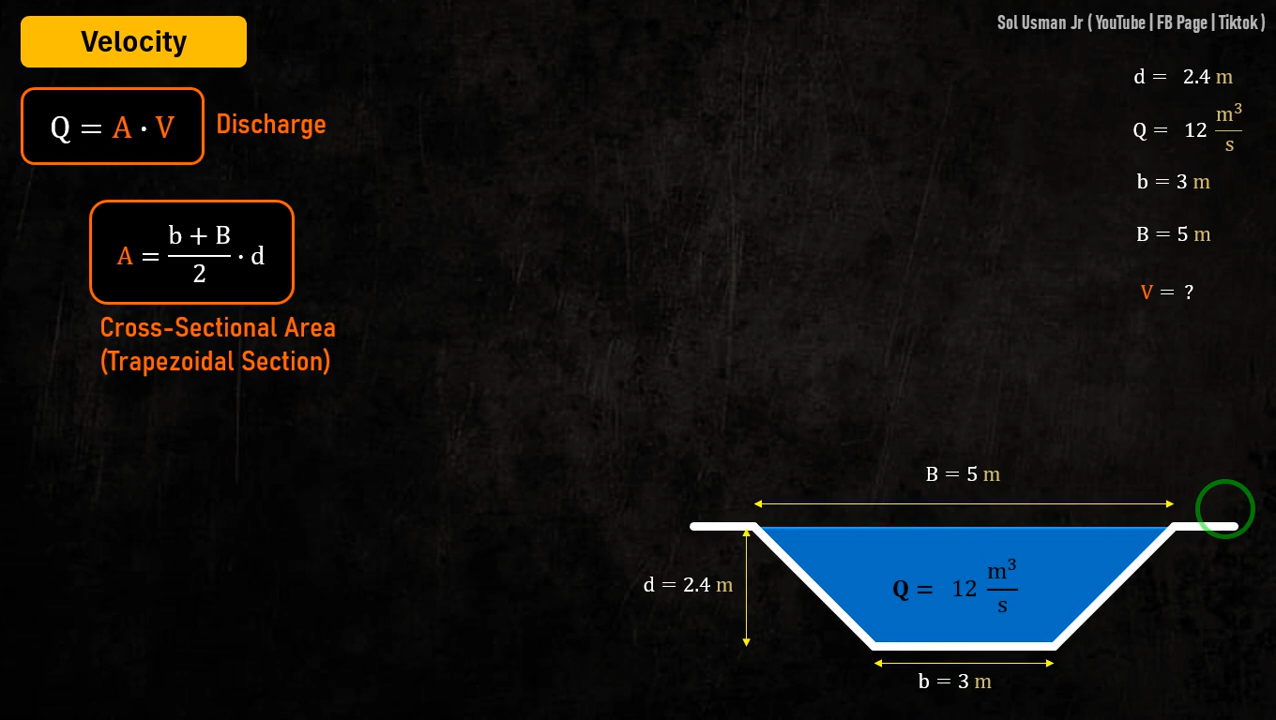 Velocity
Sol Usman Jr ( YouTube | FB Page | Tiktok )
Q = A · V
Discharge
A = (b + B)/2 · d
Cross-Sectional Area
(Trapezoidal Section)
d = 2.4 m
Q = 12 m³/s
b = 3 m
B = 5 m
V = ?
B = 5 m
d = 2.4 m
Q = 12 m³/s
b = 3 m